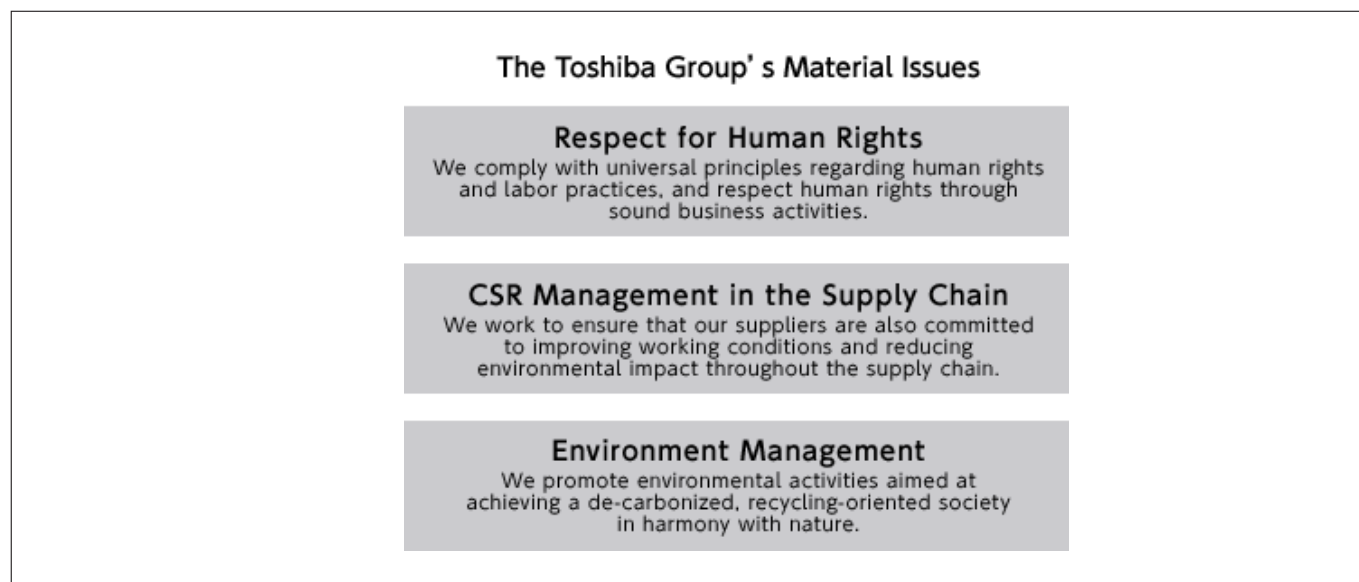 The Toshiba Group’ s Material Issues
Respect for Human Rights
We comply with universal principles regarding human rights
and labor practices, and respect human rights through
sound business activities.
CSR Management in the Supply Chain
We work to ensure that our suppliers are also committed
to improving working conditions and reducing
environmental impact throughout the supply chain.
Environment Management
We promote environmental activities aimed at
achieving a de-carbonized, recycling-oriented society
in harmony with nature.